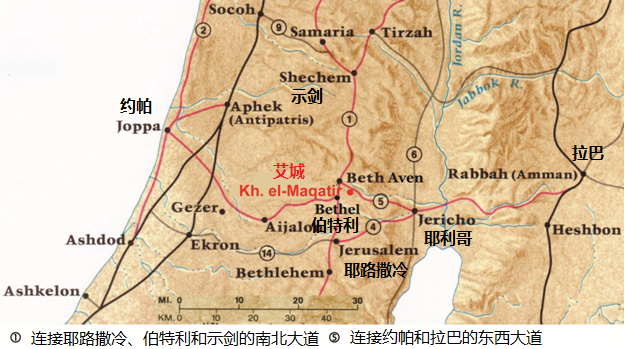 Socoh
9
2
Samaria
Tirzah
Jordan R.
Shechem
示剑
Jabbok R.
约帕
Joppa
Aphek
(Antipatris)
1
6
拉巴
艾城
Kh. el-Maqatir
Beth Aven
Rabbah (Amman)
Gezer
5
Bethel
伯特利
Jericho
耶利哥
Aijalon
4
Heshbon
Ashdod
Ekron
14
Jerusalem
耶路撒冷
Bethlehem
Ashkelon
MI. 0 10 20 30
KM. 0 10 20 30 40
① 连接耶路撒冷、伯特利和示剑的南北大道 ⑤ 连接约帕和拉巴的东西大道